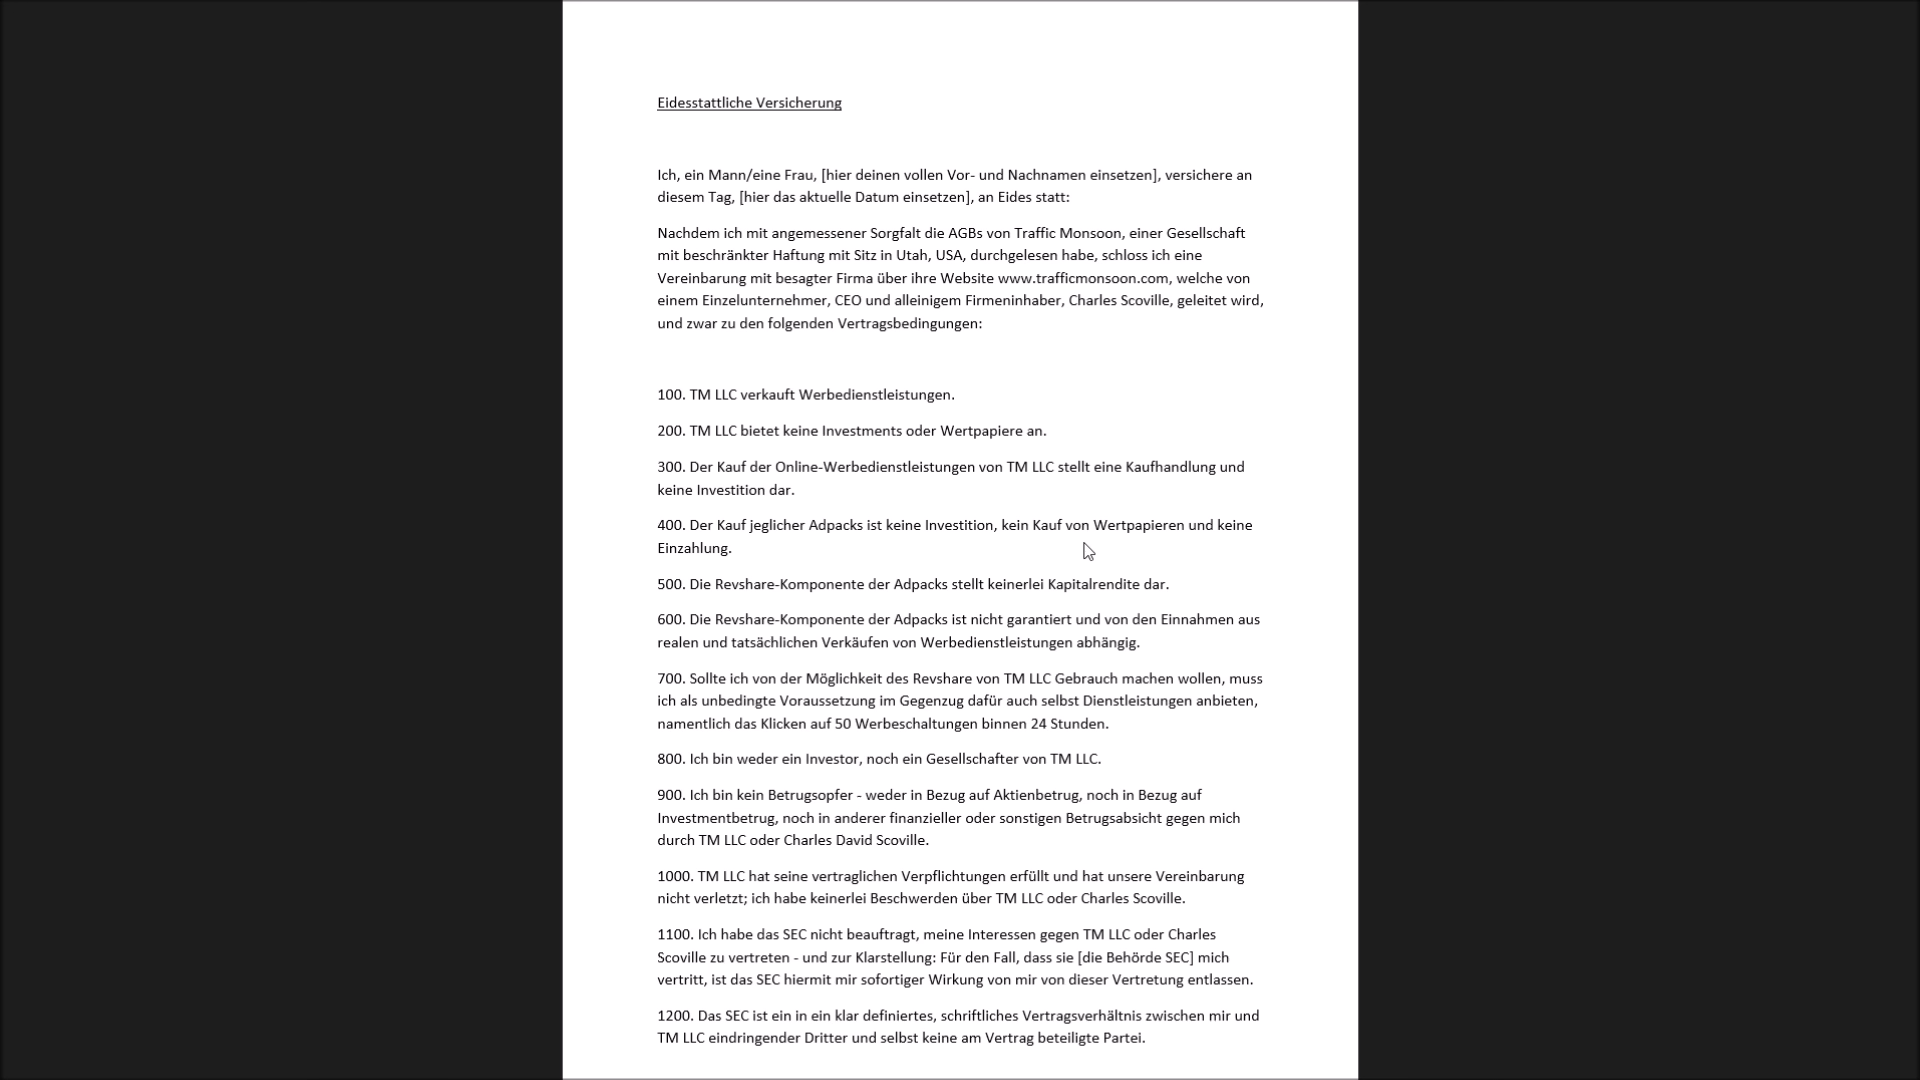 Eidesstattliche Versicherung
Ich, ein Mann/eine Frau, [hier deinen vollen Vor- und Nachnamen einsetzen], versichere an
diesem Tag, [hier das aktuelle Datum einsetzen], an Eides statt:
Nachdem ich mit angemessener Sorgfalt die AGBs von Traffic Monsoon, einer Gesellschaft
mit beschränkter Haftung mit Sitz in Utah, USA, durchgelesen habe, schloss ich eine
Vereinbarung mit besagter Firma über ihre Website www.trafficmonsoon.com, welche von
einem Einzelunternehmer, CEO und alleinigem Firmeninhaber, Charles Scoville, geleitet wird,
und zwar zu den folgenden Vertragsbedingungen:
100. TM LLC verkauft Werbedienstleistungen.
200. TM LLC bietet keine Investments oder Wertpapiere an.
300. Der Kauf der Online-Werbedienstleistungen von TM LLC stellt eine Kaufhandlung und
keine Investition dar.
400. Der Kauf jeglicher Adpacks ist keine Investition, kein Kauf von Wertpapieren und keine
Einzahlung.
500. Die Revshare-Komponente der Adpacks stellt keinerlei Kapitalrendite dar.
600. Die Revshare-Komponente der Adpacks ist nicht garantiert und von den Einnahmen aus
realen und tatsächlichen Verkäufen von Werbedienstleistungen abhängig.
700. Sollte ich von der Möglichkeit des Revshare von TM LLC Gebrauch machen wollen, muss
ich als unbedingte Voraussetzung im Gegenzug dafür auch selbst Dienstleistungen anbieten,
namentlich das Klicken auf 50 Werbeschaltungen binnen 24 Stunden.
800. Ich bin weder ein Investor, noch ein Gesellschafter von TM LLC.
900. Ich bin kein Betrugsopfer - weder in Bezug auf Aktienbetrug, noch in Bezug auf
Investmentbetrug, noch in anderer finanzieller oder sonstigen Betrugsabsicht gegen mich
durch TM LLC oder Charles David Scoville.
1000. TM LLC hat seine vertraglichen Verpflichtungen erfüllt und hat unsere Vereinbarung
nicht verletzt; ich habe keinerlei Beschwerden über TM LLC oder Charles Scoville.
1100. Ich habe das SEC nicht beauftragt, meine Interessen gegen TM LLC oder Charles
Scoville zu vertreten - und zur Klarstellung: Für den Fall, dass sie [die Behörde SEC] mich
vertritt, ist das SEC hiermit mir sofortiger Wirkung von mir von dieser Vertretung entlassen.
1200. Das SEC ist ein in ein klar definiertes, schriftliches Vertragsverhältnis zwischen mir und
TM LLC eindringender Dritter und selbst keine am Vertrag beteiligte Partei.